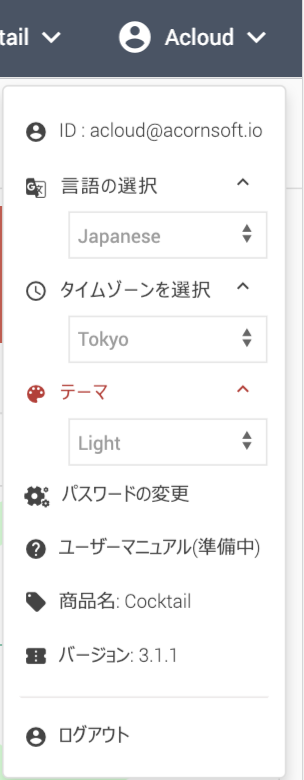 tail
Acloud
ID : acloud@acornsoft.io
言語の選択
Japanese
タイムゾーンを選択
Tokyo
テーマ
Light
パスワードの変更
ユーザーマニュアル(準備中)
商品名: Cocktail
バージョン: 3.1.1
ログアウト